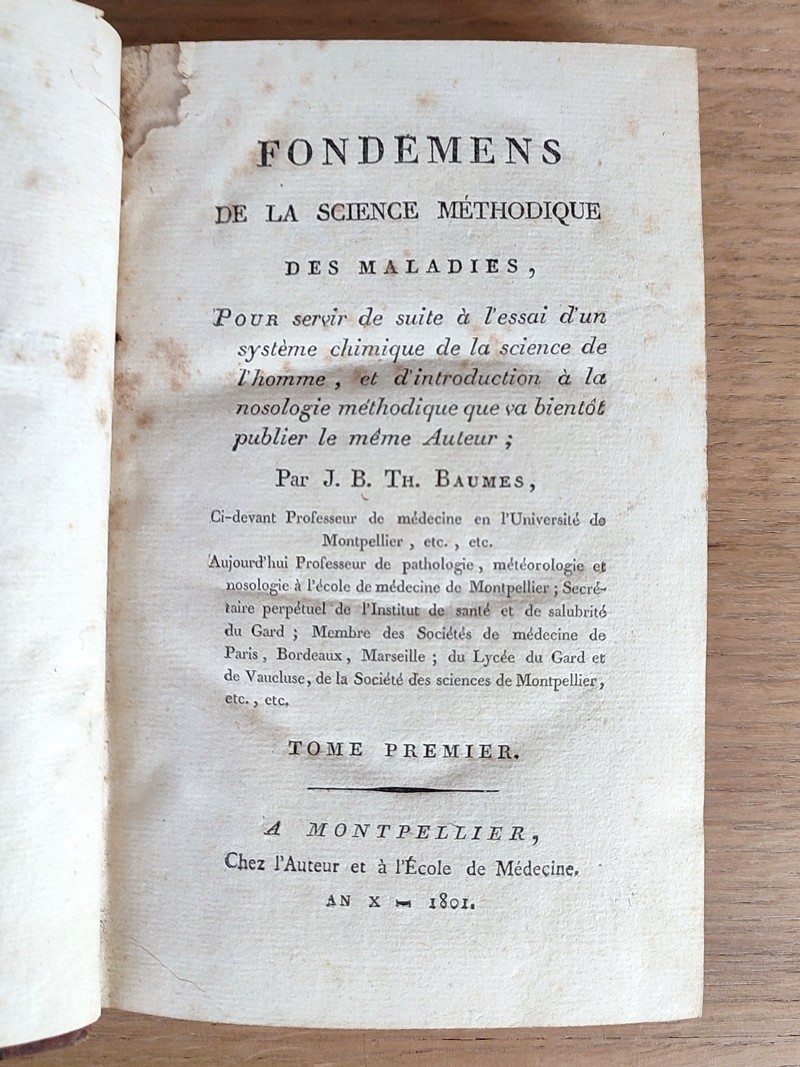 FONDEMENS
DE LA SCIENCE MÉTHODIQUE
DES MALADIES,
POUR servir de suite à l'essai d'un
système chimique de la science de
l'homme, et d'introduction à la
nosologie méthodique que va bientôt
publier le même Auteur ;
Par J. B. TH. BAUMES,
Ci-devant Professeur de médecine en l'Université de
Montpellier, etc., etc.
Aujourd'hui Professeur de pathologie, météorologie et
nosologie à l'école de médecine de Montpellier ; Secré-
taire perpétuel de l'Institut de santé et de salubrité
du Gard ; Membre des Sociétés de médecine de
Paris, Bordeaux, Marseille ; du Lycée du Gard et
de Vaucluse, de la Société des sciences de Montpellier,
etc., etc.
TOME PREMIER.
A MONTPELLIER,
Chez l'Auteur et à l'École de Médecine.
AN X — 1801.